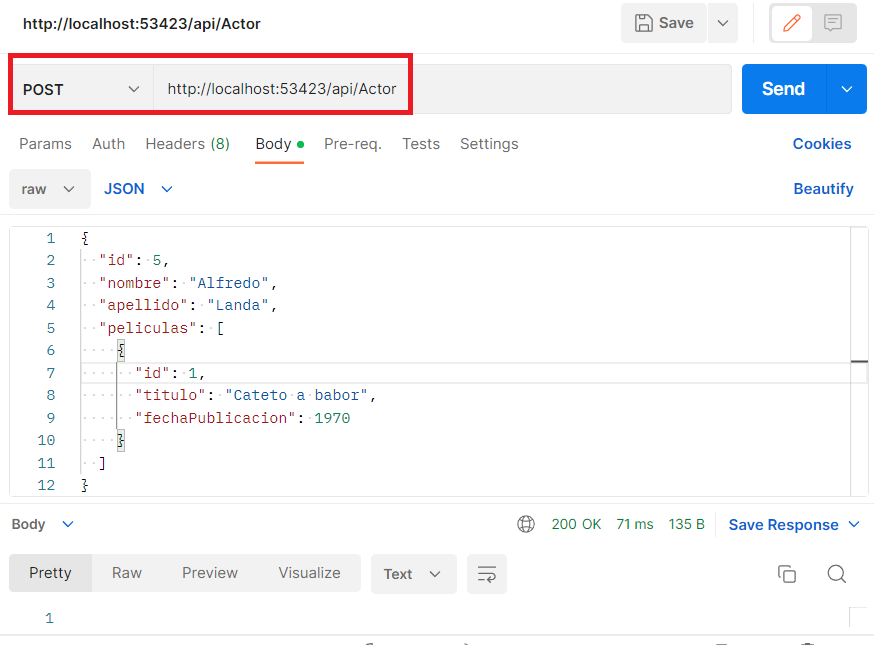 http://localhost:53423/api/Actor
Save
POST http://localhost:53423/api/Actor
Send
Params Auth Headers (8) Body Pre-req. Tests Settings Cookies
raw JSON Beautify
1 {
2 "id": 5,
3 "nombre": "Alfredo",
4 "apellido": "Landa",
5 "peliculas": [
6 {
7 "id": 1,
8 "titulo": "Cateto a babor",
9 "fechaPublicacion": 1970
10 }
11 ]
12 }
Body 200 OK 71 ms 135 B Save Response
Pretty Raw Preview Visualize Text
1